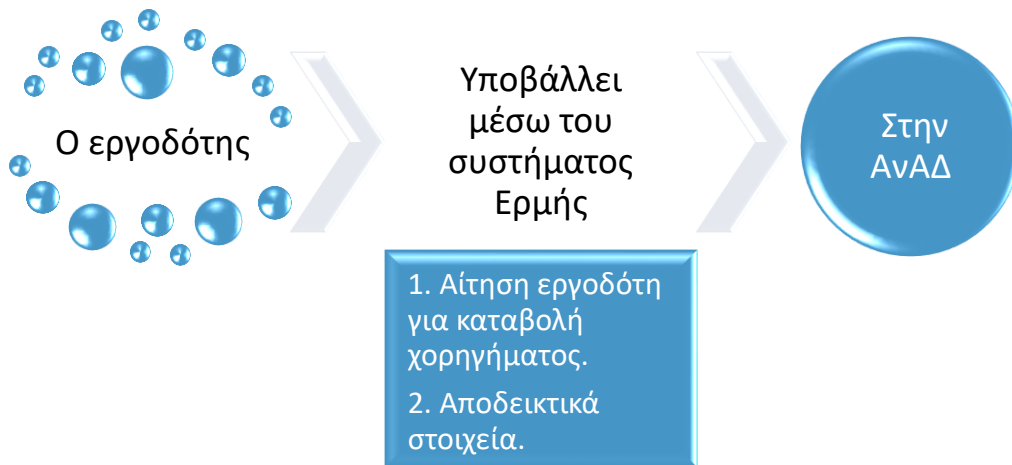 Ο εργοδότης
Υποβάλλει
μέσω του
συστήματος
Ερμής
Στην
ΑνΑΔ
1. Αίτηση εργοδότη
για καταβολή
χορηγήματος.
2. Αποδεικτικά
στοιχεία.